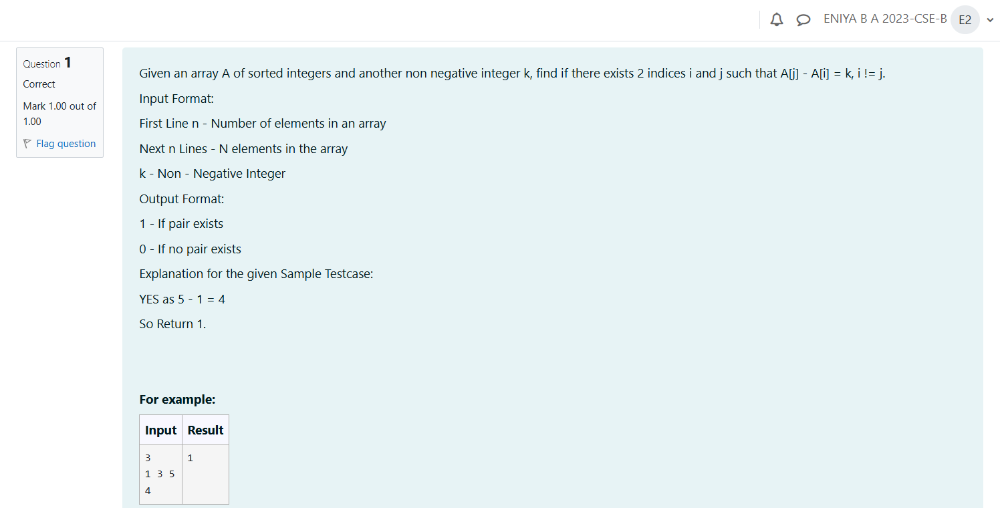 ENIYA B A 2023-CSE-B E2
Question 1
Correct
Mark 1.00 out of
1.00
Flag question
Given an array A of sorted integers and another non negative integer k, find if there exists 2 indices i and j such that A[j] - A[i] = k, i != j.
Input Format:
First Line n - Number of elements in an array
Next n Lines - N elements in the array
k - Non - Negative Integer
Output Format:
1 - If pair exists
0 - If no pair exists
Explanation for the given Sample Testcase:
YES as 5 - 1 = 4
So Return 1.
For example:
Input Result
3 1
1 3 5
4